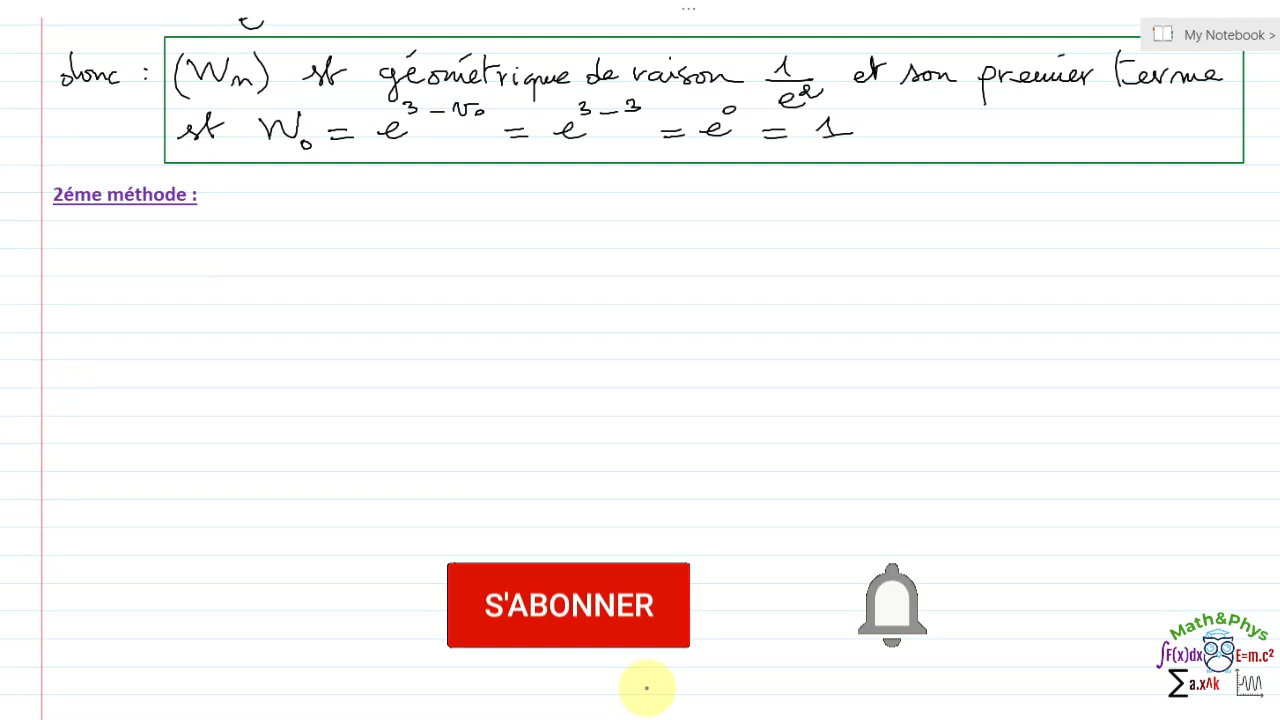 My Notebook >
donc : (Wn) est géométrique de raison 1/e² et son premier terme
est W₀ = e^(3-v₀) = e^(3-3) = e^0 = 1
2éme méthode :
S'ABONNER
Math&Phys
∫F(x)dx E=m.c²
∑ a.x^k